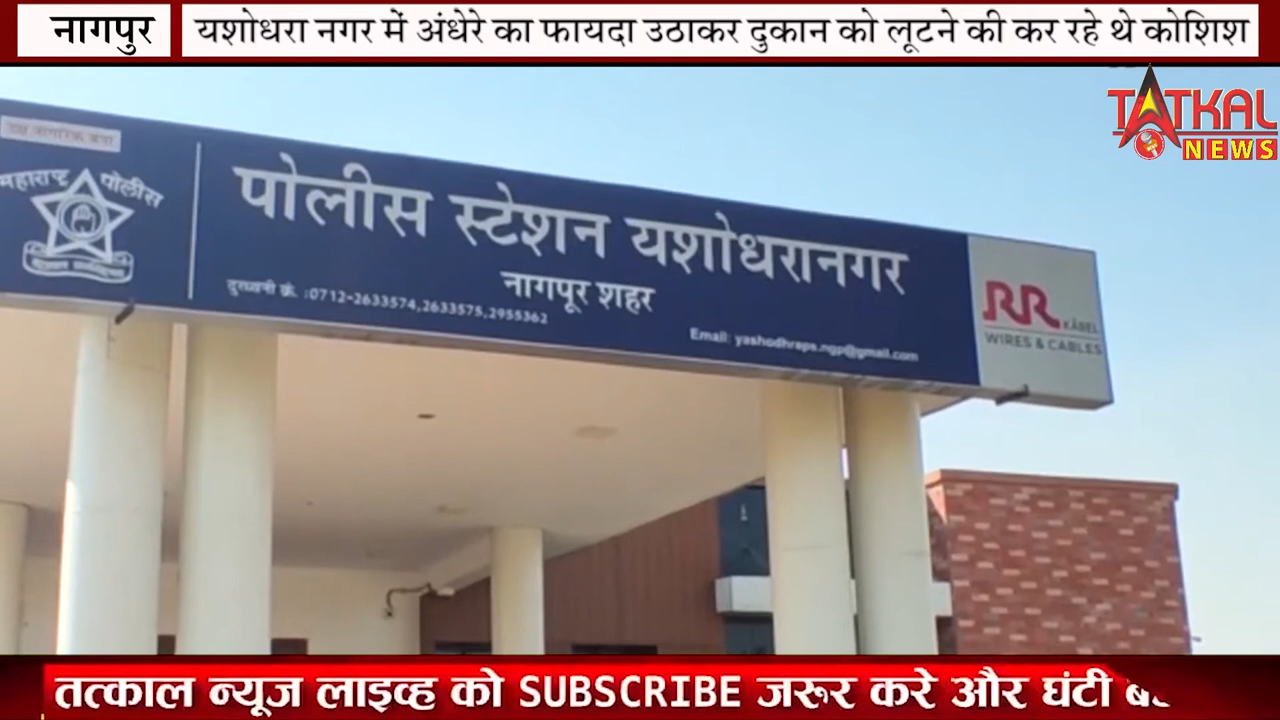 नागपुर
यशोधरा नगर में अंधेरे का फायदा उठाकर दुकान को लूटने की कर रहे थे कोशिश
TATKAL
NEWS
महाराष्ट्र पोलीस
पोलीस स्टेशन यशोधरानगर
नागपूर शहर
दुरध्वनी क्रं. :0712-2633574,2633575,2955362
Email: yashodhraps.ngp@gmail.com
RR
KABEL
WIRES & CABLES
तत्काल न्यूज लाइव्ह को SUBSCRIBE जरूर करे और घंटी